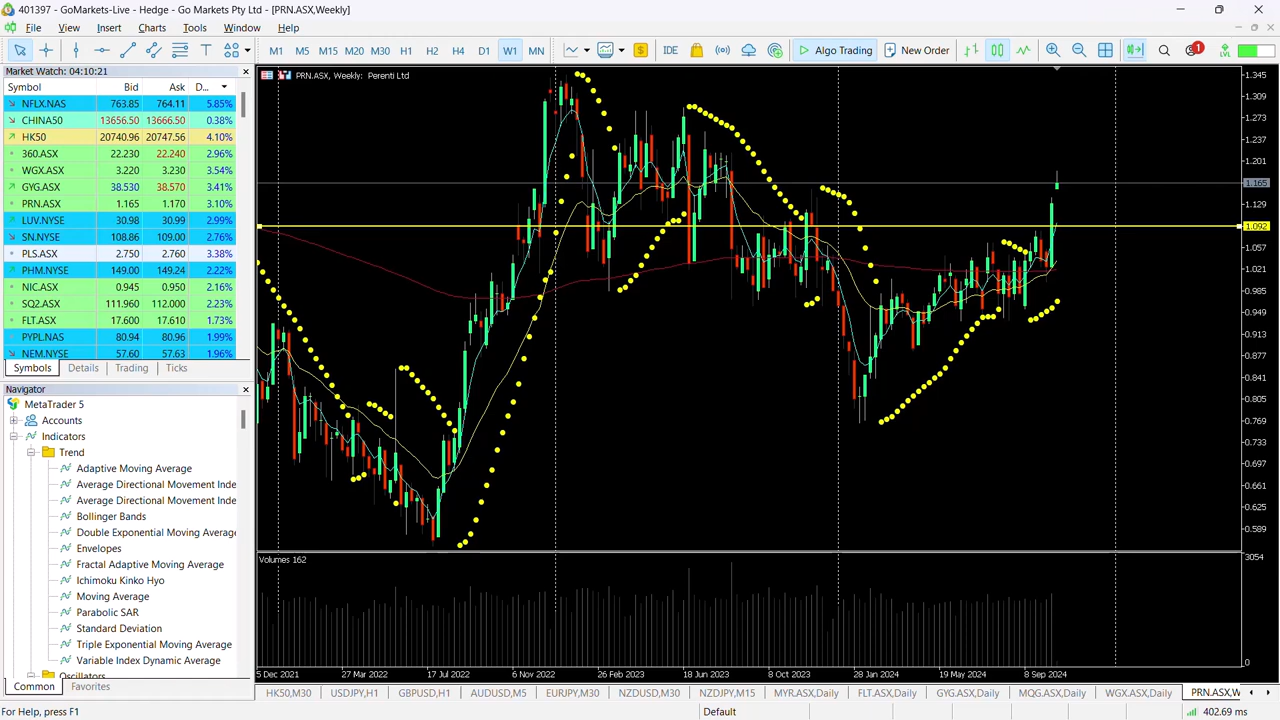 401397 - GoMarkets-Live - Hedge - Go Markets Pty Ltd - [PRN.ASX,Weekly]
File View Insert Charts Tools Window Help
M1 M5 M15 M20 M30 H1 H2 H4 D1 W1 MN $ IDE Algo Trading New Order 1 LVL
Market Watch: 04:10:21
Symbol Bid Ask D...
NFLX.NAS 763.85 764.11 5.85%
CHINA50 13656.50 13666.50 0.38%
HK50 20740.96 20747.56 4.10%
360.ASX 22.230 22.240 2.96%
WGX.ASX 3.220 3.230 3.54%
GYG.ASX 38.530 38.570 3.41%
PRN.ASX 1.165 1.170 3.10%
LUV.NYSE 30.98 30.99 2.99%
SN.NYSE 108.86 109.00 2.76%
PLS.ASX 2.750 2.760 3.38%
PHM.NYSE 149.00 149.24 2.22%
NIC.ASX 0.945 0.950 2.16%
SQ2.ASX 111.960 112.000 2.23%
FLT.ASX 17.600 17.610 1.73%
PYPL.NAS 80.94 80.96 1.99%
NEM.NYSE 57.60 57.63 1.96%
Symbols Details Trading Ticks
Navigator
MetaTrader 5
Accounts
Indicators
Trend
Adaptive Moving Average
Average Directional Movement Inde
Average Directional Movement Inde
Bollinger Bands
Double Exponential Moving Average
Envelopes
Fractal Adaptive Moving Average
Ichimoku Kinko Hyo
Moving Average
Parabolic SAR
Standard Deviation
Triple Exponential Moving Average
Variable Index Dynamic Average
Oscillators
Common Favorites
PRN.ASX, Weekly: Perenti Ltd
1.345
1.309
1.273
1.237
1.201
1.165
1.129
1.092
1.057
1.021
0.985
0.949
0.913
0.877
0.841
0.805
0.769
0.733
0.697
0.661
0.625
0.589
0.553
Volumes 162
3054
0
5 Dec 2021 27 Mar 2022 17 Jul 2022 6 Nov 2022 26 Feb 2023 18 Jun 2023 8 Oct 2023 28 Jan 2024 19 May 2024 8 Sep 2024
HK50,M30 USDJPY,H1 GBPUSD,H1 AUDUSD,M5 EURJPY,M30 NZDUSD,M30 NZDJPY,M15 MYR.ASX,Daily FLT.ASX,Daily GYG.ASX,Daily MQG.ASX,Daily WGX.ASX,Daily PRN.ASX,W
For Help, press F1 Default 402.69 ms